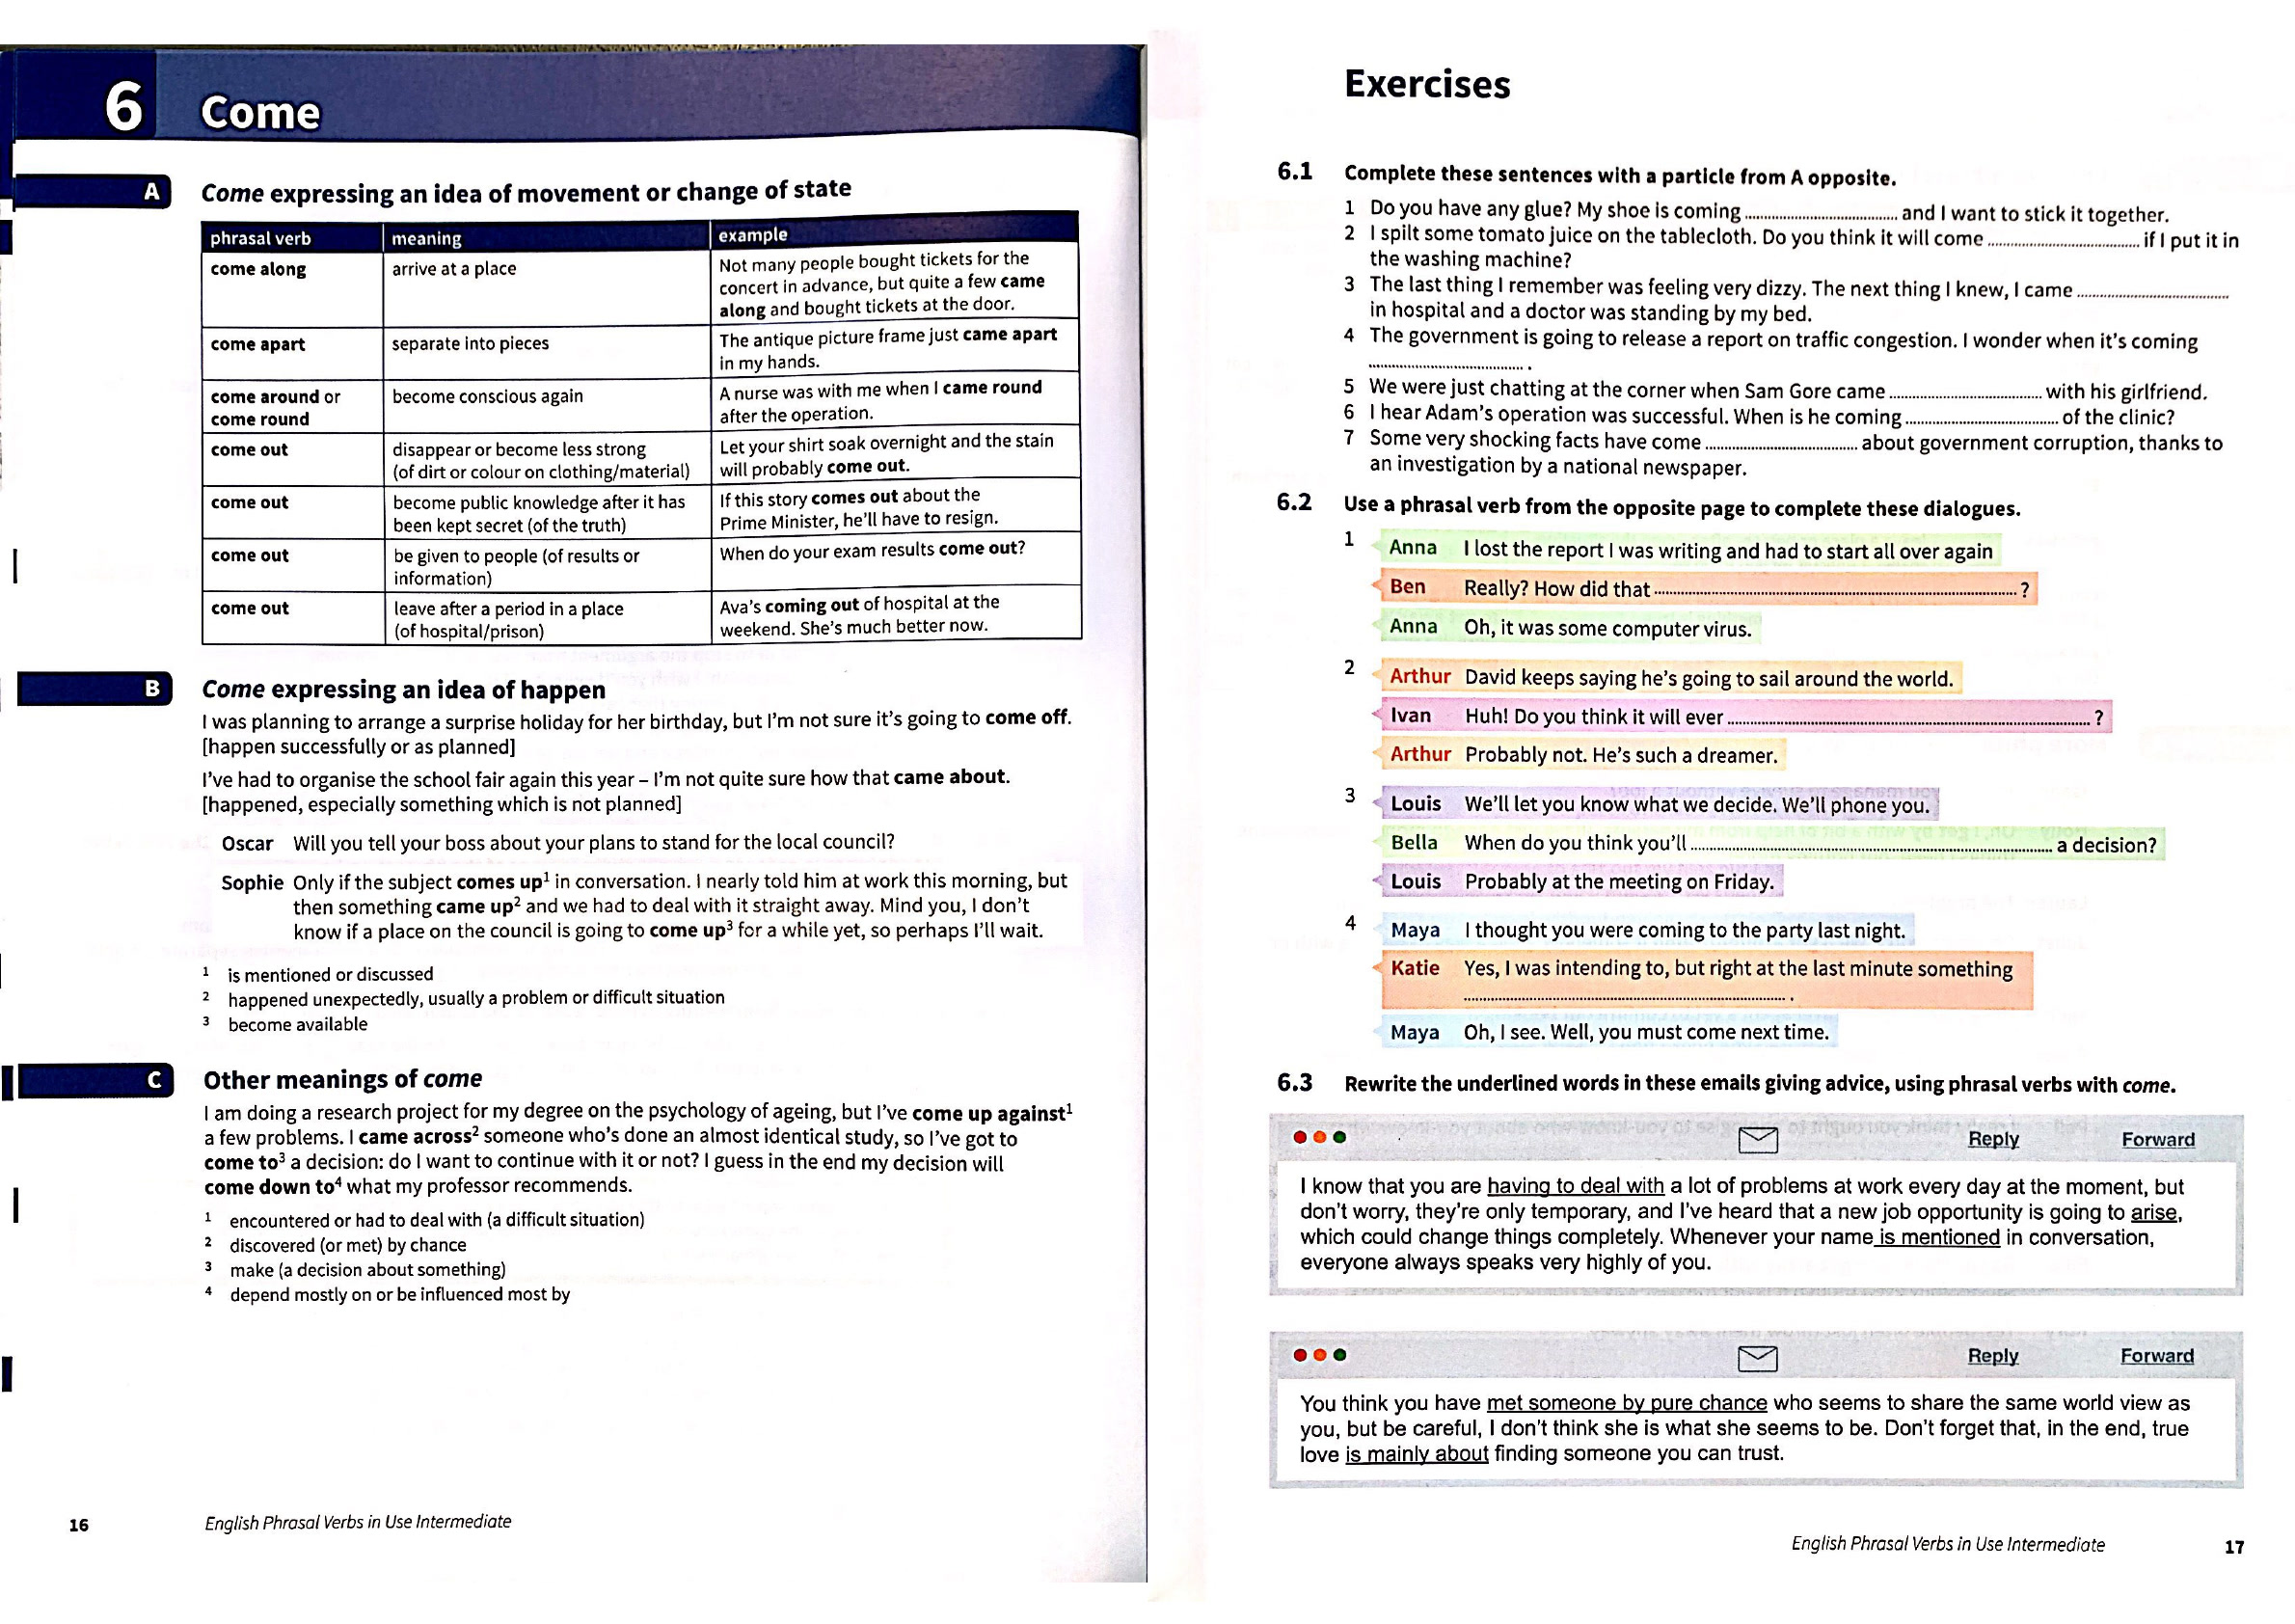 6 Come
A Come expressing an idea of movement or change of state
phrasal verb meaning example
come along arrive at a place Not many people bought tickets for the
concert in advance, but quite a few came
along and bought tickets at the door.
come apart separate into pieces The antique picture frame just came apart
in my hands.
come around or become conscious again A nurse was with me when I came round
come round after the operation.
come out disappear or become less strong Let your shirt soak overnight and the stain
(of dirt or colour on clothing/material) will probably come out.
come out become public knowledge after it has If this story comes out about the
been kept secret (of the truth) Prime Minister, he'll have to resign.
come out be given to people (of results or When do your exam results come out?
information)
come out leave after a period in a place Ava's coming out of hospital at the
(of hospital/prison) weekend. She's much better now.
B Come expressing an idea of happen
I was planning to arrange a surprise holiday for her birthday, but I'm not sure it's going to come off.
[happen successfully or as planned]
I've had to organise the school fair again this year – I'm not quite sure how that came about.
[happened, especially something which is not planned]
Oscar Will you tell your boss about your plans to stand for the local council?
Sophie Only if the subject comes up¹ in conversation. I nearly told him at work this morning, but
then something came up² and we had to deal with it straight away. Mind you, I don't
know if a place on the council is going to come up³ for a while yet, so perhaps I'll wait.
¹ is mentioned or discussed
² happened unexpectedly, usually a problem or difficult situation
³ become available
C Other meanings of come
I am doing a research project for my degree on the psychology of ageing, but I've come up against¹
a few problems. I came across² someone who's done an almost identical study, so I've got to
come to³ a decision: do I want to continue with it or not? I guess in the end my decision will
come down to⁴ what my professor recommends.
¹ encountered or had to deal with (a difficult situation)
² discovered (or met) by chance
³ make (a decision about something)
⁴ depend mostly on or be influenced most by
16 English Phrasal Verbs in Use Intermediate
Exercises
6.1 Complete these sentences with a particle from A opposite.
1 Do you have any glue? My shoe is coming .................... and I want to stick it together.
2 I spilt some tomato juice on the tablecloth. Do you think it will come .................... if I put it in
the washing machine?
3 The last thing I remember was feeling very dizzy. The next thing I knew, I came ....................
in hospital and a doctor was standing by my bed.
4 The government is going to release a report on traffic congestion. I wonder when it's coming
.................... .
5 We were just chatting at the corner when Sam Gore came .................... with his girlfriend.
6 I hear Adam's operation was successful. When is he coming .................... of the clinic?
7 Some very shocking facts have come .................... about government corruption, thanks to
an investigation by a national newspaper.
6.2 Use a phrasal verb from the opposite page to complete these dialogues.
1 Anna I lost the report I was writing and had to start all over again
Ben Really? How did that .................... ?
Anna Oh, it was some computer virus.
2 Arthur David keeps saying he's going to sail around the world.
Ivan Huh! Do you think it will ever .................... ?
Arthur Probably not. He's such a dreamer.
3 Louis We'll let you know what we decide. We'll phone you.
Bella When do you think you'll .................... a decision?
Louis Probably at the meeting on Friday.
4 Maya I thought you were coming to the party last night.
Katie Yes, I was intending to, but right at the last minute something
.................... .
Maya Oh, I see. Well, you must come next time.
6.3 Rewrite the underlined words in these emails giving advice, using phrasal verbs with come.
Reply Forward
I know that you are having to deal with a lot of problems at work every day at the moment, but
don't worry, they're only temporary, and I've heard that a new job opportunity is going to arise,
which could change things completely. Whenever your name is mentioned in conversation,
everyone always speaks very highly of you.
Reply Forward
You think you have met someone by pure chance who seems to share the same world view as
you, but be careful, I don't think she is what she seems to be. Don't forget that, in the end, true
love is mainly about finding someone you can trust.
English Phrasal Verbs in Use Intermediate 17